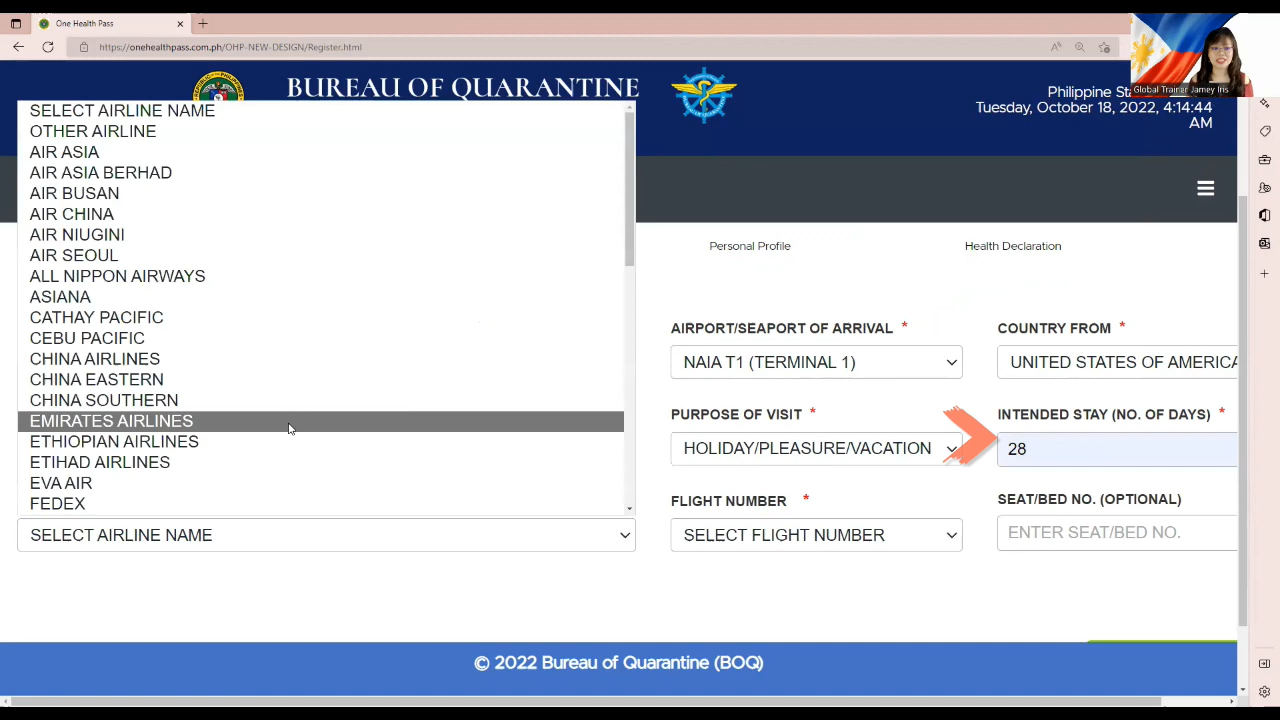 One Health Pass
https://onehealthpass.com.ph/OHP-NEW-DESIGN/Register.html
Global Trainer Jamey Iris
BUREAU OF QUARANTINE
Tuesday, October 18, 2022, 4:14:44
AM
SELECT AIRLINE NAME
OTHER AIRLINE
AIR ASIA
AIR ASIA BERHAD
AIR BUSAN
AIR CHINA
AIR NIUGINI
AIR SEOUL
ALL NIPPON AIRWAYS
ASIANA
CATHAY PACIFIC
CEBU PACIFIC
CHINA AIRLINES
CHINA EASTERN
CHINA SOUTHERN
EMIRATES AIRLINES
ETHIOPIAN AIRLINES
ETIHAD AIRLINES
EVA AIR
FEDEX
SELECT AIRLINE NAME
Personal Profile
Health Declaration
AIRPORT/SEAPORT OF ARRIVAL *
NAIA T1 (TERMINAL 1)
COUNTRY FROM *
UNITED STATES OF AMERICA
PURPOSE OF VISIT *
HOLIDAY/PLEASURE/VACATION
INTENDED STAY (NO. OF DAYS) *
28
FLIGHT NUMBER *
SELECT FLIGHT NUMBER
SEAT/BED NO. (OPTIONAL)
ENTER SEAT/BED NO.
© 2022 Bureau of Quarantine (BOQ)